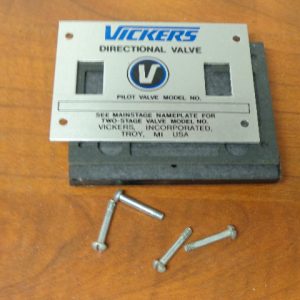 VICKERS
DIRECTIONAL VALVE
V
PILOT VALVE MODEL NO.
SEE MAINSTAGE NAMEPLATE FOR
TWO-STAGE VALVE MODEL NO.
VICKERS, INCORPORATED,
TROY, MI USA